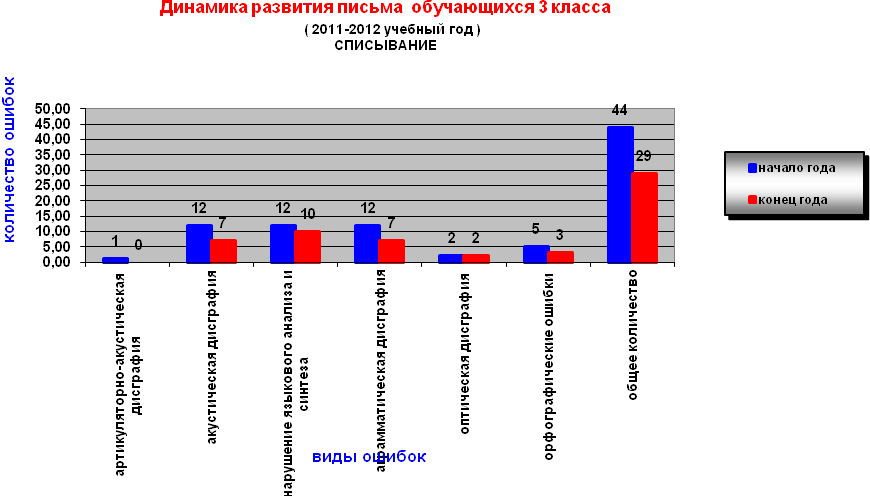 Динамика развития письма обучающихся 3 класса
( 2011-2012 учебный год )
СПИСЫВАНИЕ
количество ошибок
50,00
45,00
40,00
35,00
30,00
25,00
20,00
15,00
10,00
5,00
0,00
1
0
12
7
12
10
12
7
2
2
5
3
44
29
начало года
конец года
артикуляторно-акустическая
дисграфия
акустическая дисграфия
нарушение языкового анализа и
синтеза
аграмматическая дисграфия
оптическая дисграфия
орфографические ошибки
общее количество
виды ошибок